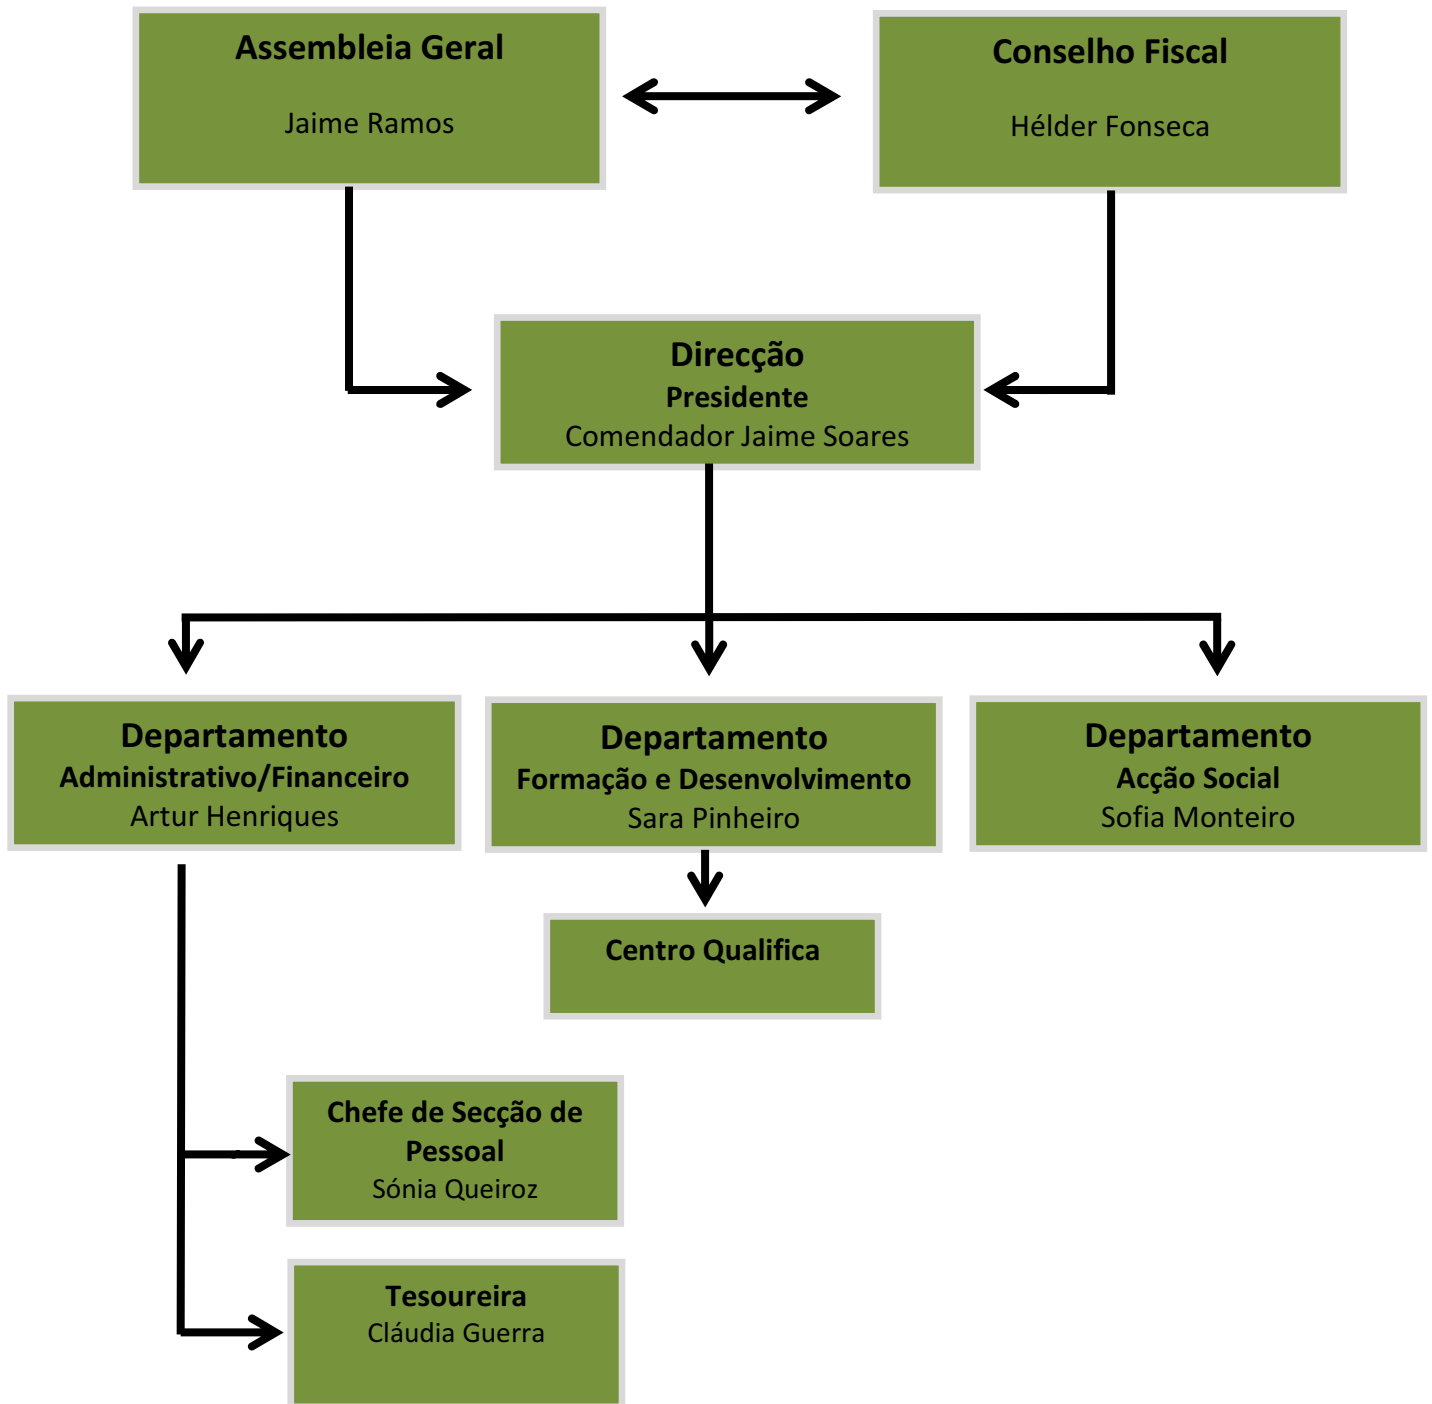 Assembleia Geral
Jaime Ramos
Conselho Fiscal
Hélder Fonseca
Direcção
Presidente
Comendador Jaime Soares
Departamento
Administrativo/Financeiro
Artur Henriques
Departamento
Formação e Desenvolvimento
Sara Pinheiro
Departamento
Acção Social
Sofia Monteiro
Centro Qualifica
Chefe de Secção de
Pessoal
Sónia Queiroz
Tesoureira
Cláudia Guerra